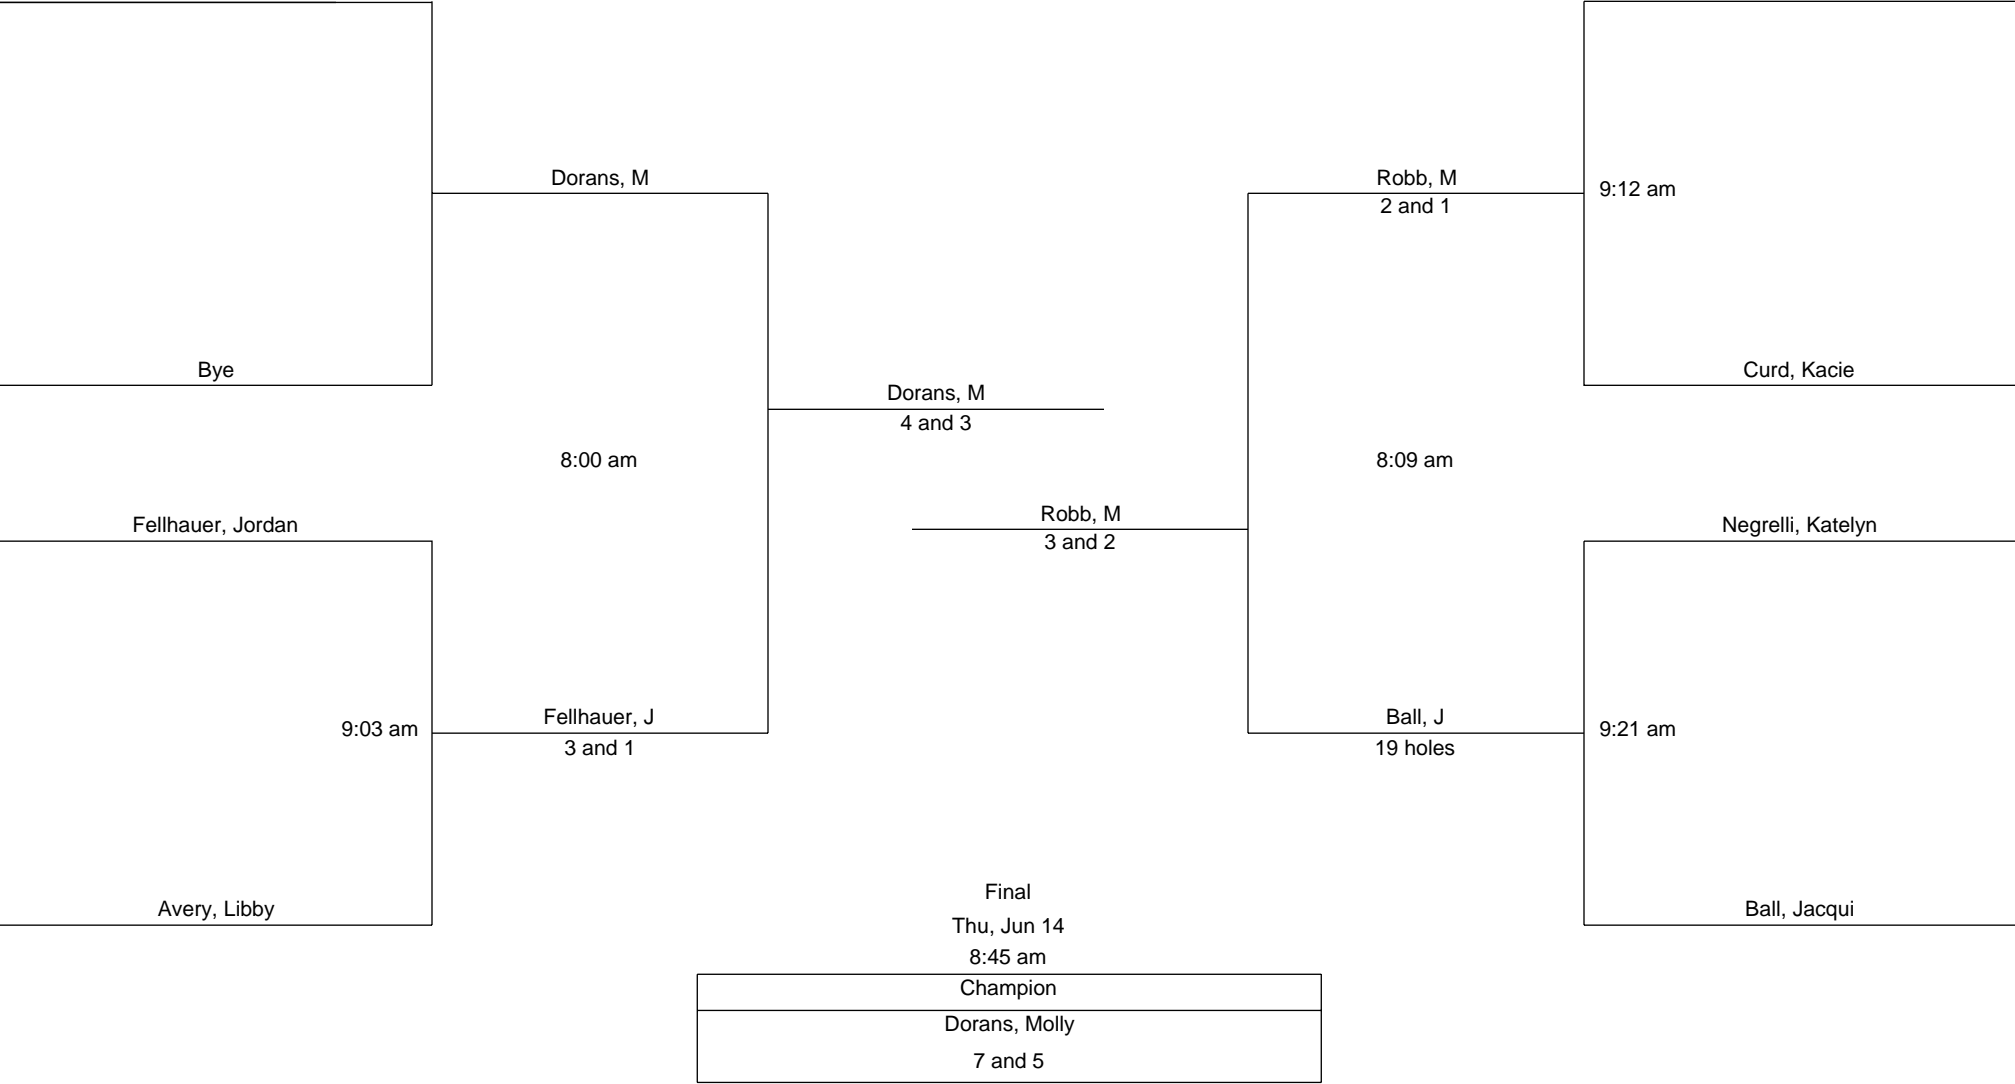 Dorans, M
Robb, M
2 and 1
9:12 am
Bye
Curd, Kacie
Dorans, M
4 and 3
8:00 am
8:09 am
Fellhauer, Jordan
Robb, M
3 and 2
Negrelli, Katelyn
9:03 am
Fellhauer, J
3 and 1
Ball, J
19 holes
9:21 am
Avery, Libby
Ball, Jacqui
Final
Thu, Jun 14
8:45 am
Champion
Dorans, Molly
7 and 5